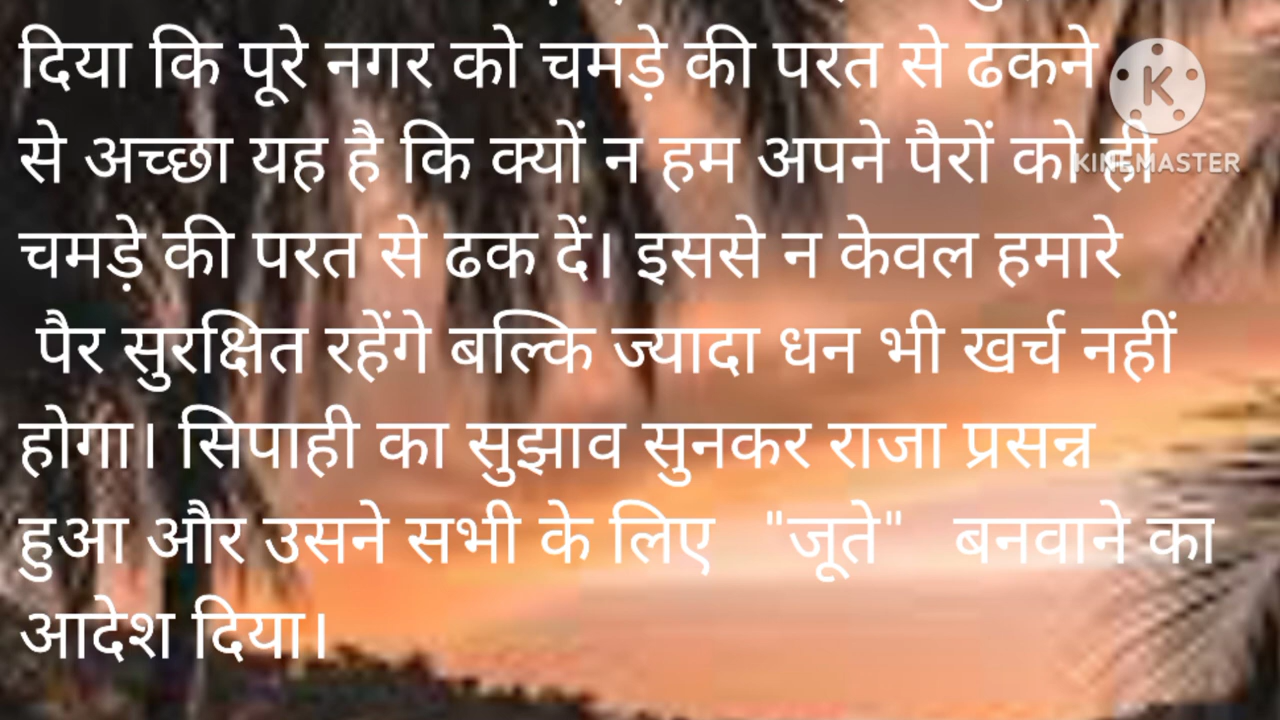 दिया कि पूरे नगर को चमड़े की परत से ढकने
से अच्छा यह है कि क्यों न हम अपने पैरों को ही
चमड़े की परत से ढक दें। इससे न केवल हमारे
पैर सुरक्षित रहेंगे बल्कि ज्यादा धन भी खर्च नहीं
होगा। सिपाही का सुझाव सुनकर राजा प्रसन्न
हुआ और उसने सभी के लिए "जूते" बनवाने का
आदेश दिया।
K
KINEMASTER